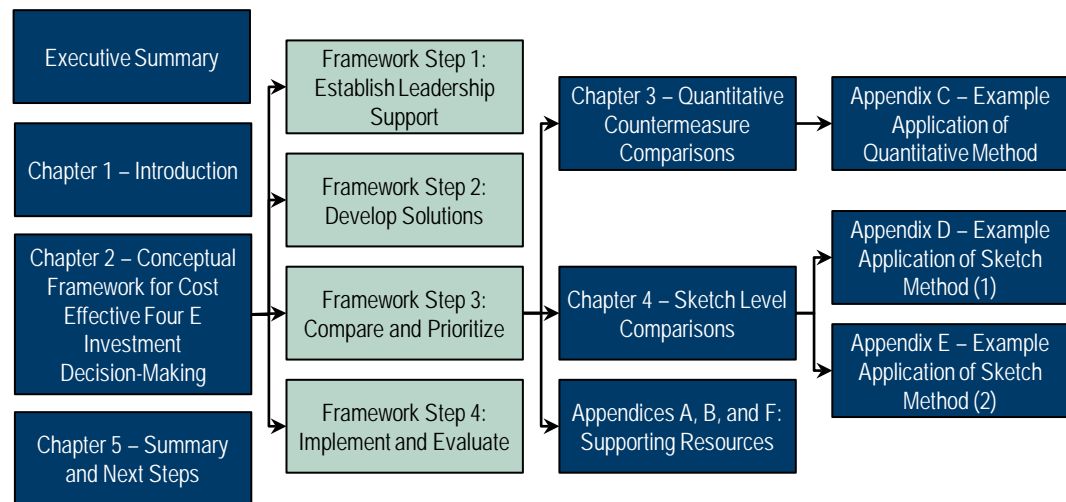 Executive Summary
Chapter 1 – Introduction
Chapter 2 – Conceptual
Framework for Cost
Effective Four E
Investment
Decision-Making
Chapter 5 – Summary
and Next Steps
Framework Step 1:
Establish Leadership
Support
Framework Step 2:
Develop Solutions
Framework Step 3:
Compare and Prioritize
Framework Step 4:
Implement and Evaluate
Chapter 3 – Quantitative
Countermeasure
Comparisons
Chapter 4 – Sketch Level
Comparisons
Appendices A, B, and F:
Supporting Resources
Appendix C – Example
Application of
Quantitative Method
Appendix D – Example
Application of Sketch
Method (1)
Appendix E – Example
Application of Sketch
Method (2)